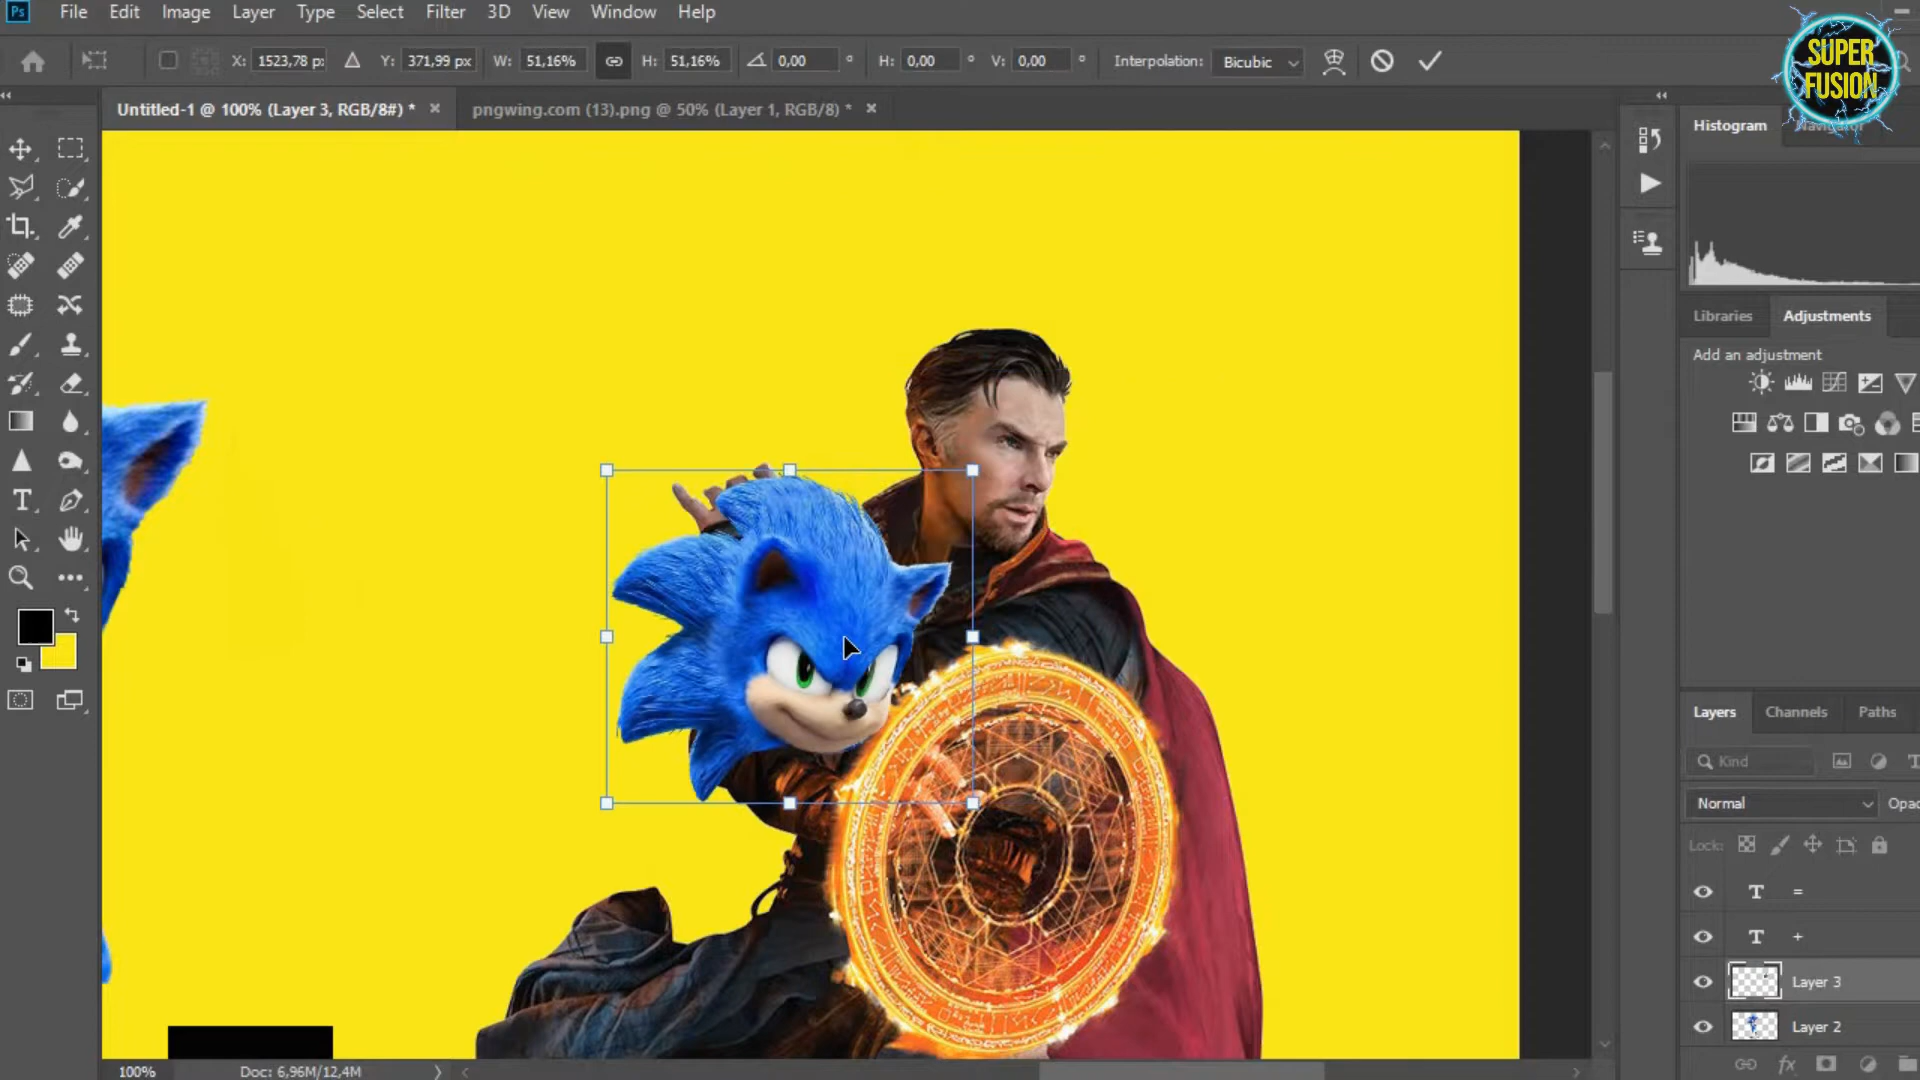 Ps File Edit Image Layer Type Select Filter 3D View Window Help
X: 1523,78 p: Y: 371,99 px W: 51,16% H: 51,16% 0,00 ° H: 0,00 ° V: 0,00 ° Interpolation: Bicubic
SUPER
FUSION
Untitled-1 @ 100% (Layer 3, RGB/8#) * × pngwing.com (13).png @ 50% (Layer 1, RGB/8) * ×
Histogram Navigator
Libraries Adjustments
Add an adjustment
Layers Channels Paths
Kind
Normal Opac
Lock:
T =
T +
Layer 3
Layer 2
fx
100% Doc: 6,96M/12,4M